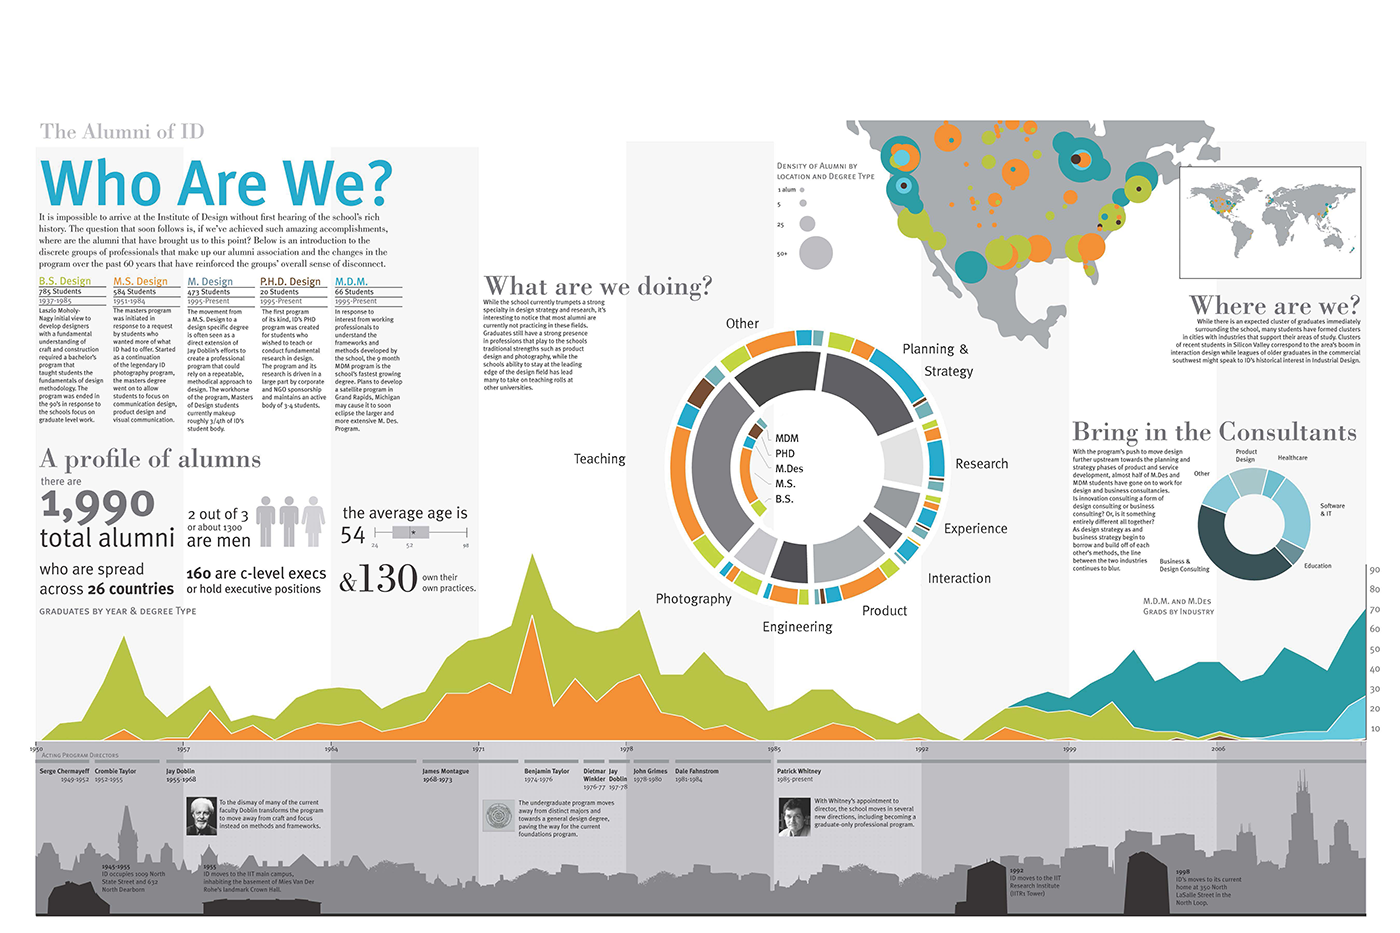 The Alumni of ID
Who Are We?
It is impossible to arrive at the Institute of Design without first hearing of the school's rich
history. The question that soon follows is, if we've achieved such amazing accomplishments,
where are the alumni that have brought us to this point? Below is an introduction to the
discrete groups of professionals that make up our alumni association and the changes in the
program over the past 60 years that have reinforced the groups' overall sense of disconnect.
B.S. Design
785 Students
1937-1985
Laszlo Moholy-
Nagy initial view to
develop designers
with a fundamental
understanding of
craft and construction
required a bachelor's
program that
taught students the
fundamentals of design
methodology. The
program was ended in
the 90's in response to
the schools focus on
graduate level work.
M.S. Design
584 Students
1951-1984
The masters program
was initiated in
response to a request
by students who
wanted more of what
ID had to offer. Started
as a continuation
of the legendary ID
photography program,
the masters degree
went on to allow
students to focus on
communication design,
product design and
visual communication.
M. Design
473 Students
1995-Present
The movement from
a M.S. Design to a
design specific degree
is often seen as a
direct extension of
Jay Doblin's efforts to
create a professional
program that could
rely on a repeatable,
methodical approach to
design. The workhorse
of the program, Masters
of Design students
currently makeup
roughly 3/4th of ID's
student body.
P.H.D. Design
20 Students
1995-Present
The first program
of its kind, ID's PHD
program was created
for students who
wished to teach or
conduct fundamental
research in design.
The program and its
research is driven in a
large part by corporate
and NGO sponsorship
and maintains an active
body of 3-4 students.
M.D.M.
66 Students
1995-Present
In response to
interest from working
professionals to
understand the
frameworks and
methods developed by
the school, the 9 month
MDM program is the
school's fastest growing
degree. Plans to develop
a satellite program in
Grand Rapids, Michigan
may cause it to soon
eclipse the larger and
more extensive M. Des.
Program.
A profile of alumns
there are
1,990
total alumni
who are spread
across 26 countries
2 out of 3
or about 1300
are men
160 are c-level execs
or hold executive positions
the average age is
54
24
52
98
&130 own their
own practices.
GRADUATES BY YEAR & DEGREE TYPE
What are we doing?
While the school currently trumpets a strong
specialty in design strategy and research, it's
interesting to notice that most alumni are
currently not practicing in these fields.
Graduates still have a strong presence
in professions that play to the schools
traditional strengths such as product
design and photography, while the
schools ability to stay at the leading
edge of the design field has lead
many to take on teaching rolls at
other universities.
Other
Planning &
Strategy
Research
Experience
Interaction
Product
Engineering
Photography
Teaching
MDM
PHD
M.Des
M.S.
B.S.
DENSITY OF ALUMNI BY
LOCATION AND DEGREE TYPE
1 alum
5
25
50+
Where are we?
While there is an expected cluster of graduates immediately
surrounding the school, many students have formed clusters
in cities with industries that support their areas of study. Clusters
of recent students in Silicon Valley correspond to the area's boom in
interaction design while leagues of older graduates in the commercial
southwest might speak to ID's historical interest in Industrial Design.
Bring in the Consultants
With the program's push to move design
further upstream towards the planning and
strategy phases of product and service
development, almost half of M.Des and
MDM students have gone on to work for
design and business consultancies.
Is innovation consulting a form of
design consulting or business
consulting? Or, is it something
entirely different all together?
As design strategy as and
business strategy begin to
borrow and build off of each
other's methods, the line
between the two industries
continues to blur.
Product
Design
Healthcare
Other
Software
& IT
Education
Business &
Design Consulting
M.D.M. AND M.DES
GRADS BY INDUSTRY
90
80
70
60
50
40
30
20
10
1950
1957
1964
1971
1978
1985
1992
1999
2006
ACTING PROGRAM DIRECTORS
Serge Chermayeff
1949-1952
Crombie Taylor
1952-1955
Jay Doblin
1955-1968
James Montague
1968-1973
Benjamin Taylor
1974-1976
Dietmar
Winkler
1976-77
Jay
Doblin
197-78
John Grimes
1978-1980
Dale Fahnstrom
1981-1984
Patrick Whitney
1985-present
To the dismay of many of the current
faculty Doblin transforms the program
to move away from craft and focus
instead on methods and frameworks.
The undergraduate program moves
away from distinct majors and
towards a general design degree,
paving the way for the current
foundations program.
With Whitney's appointment to
director, the school moves in several
new directions, including becoming a
graduate-only professional program.
1945-1955
ID occupies 1009 North
State Street and 632
North Dearborn
1955
ID moves to the IIT main campus,
inhabiting the basement of Mies Van Der
Rohe's landmark Crown Hall.
1992
ID moves to the IIT
Research Institute
(IITRs Tower)
1998
ID's moves to its current
home at 350 North
LaSalle Street in the
North Loop.